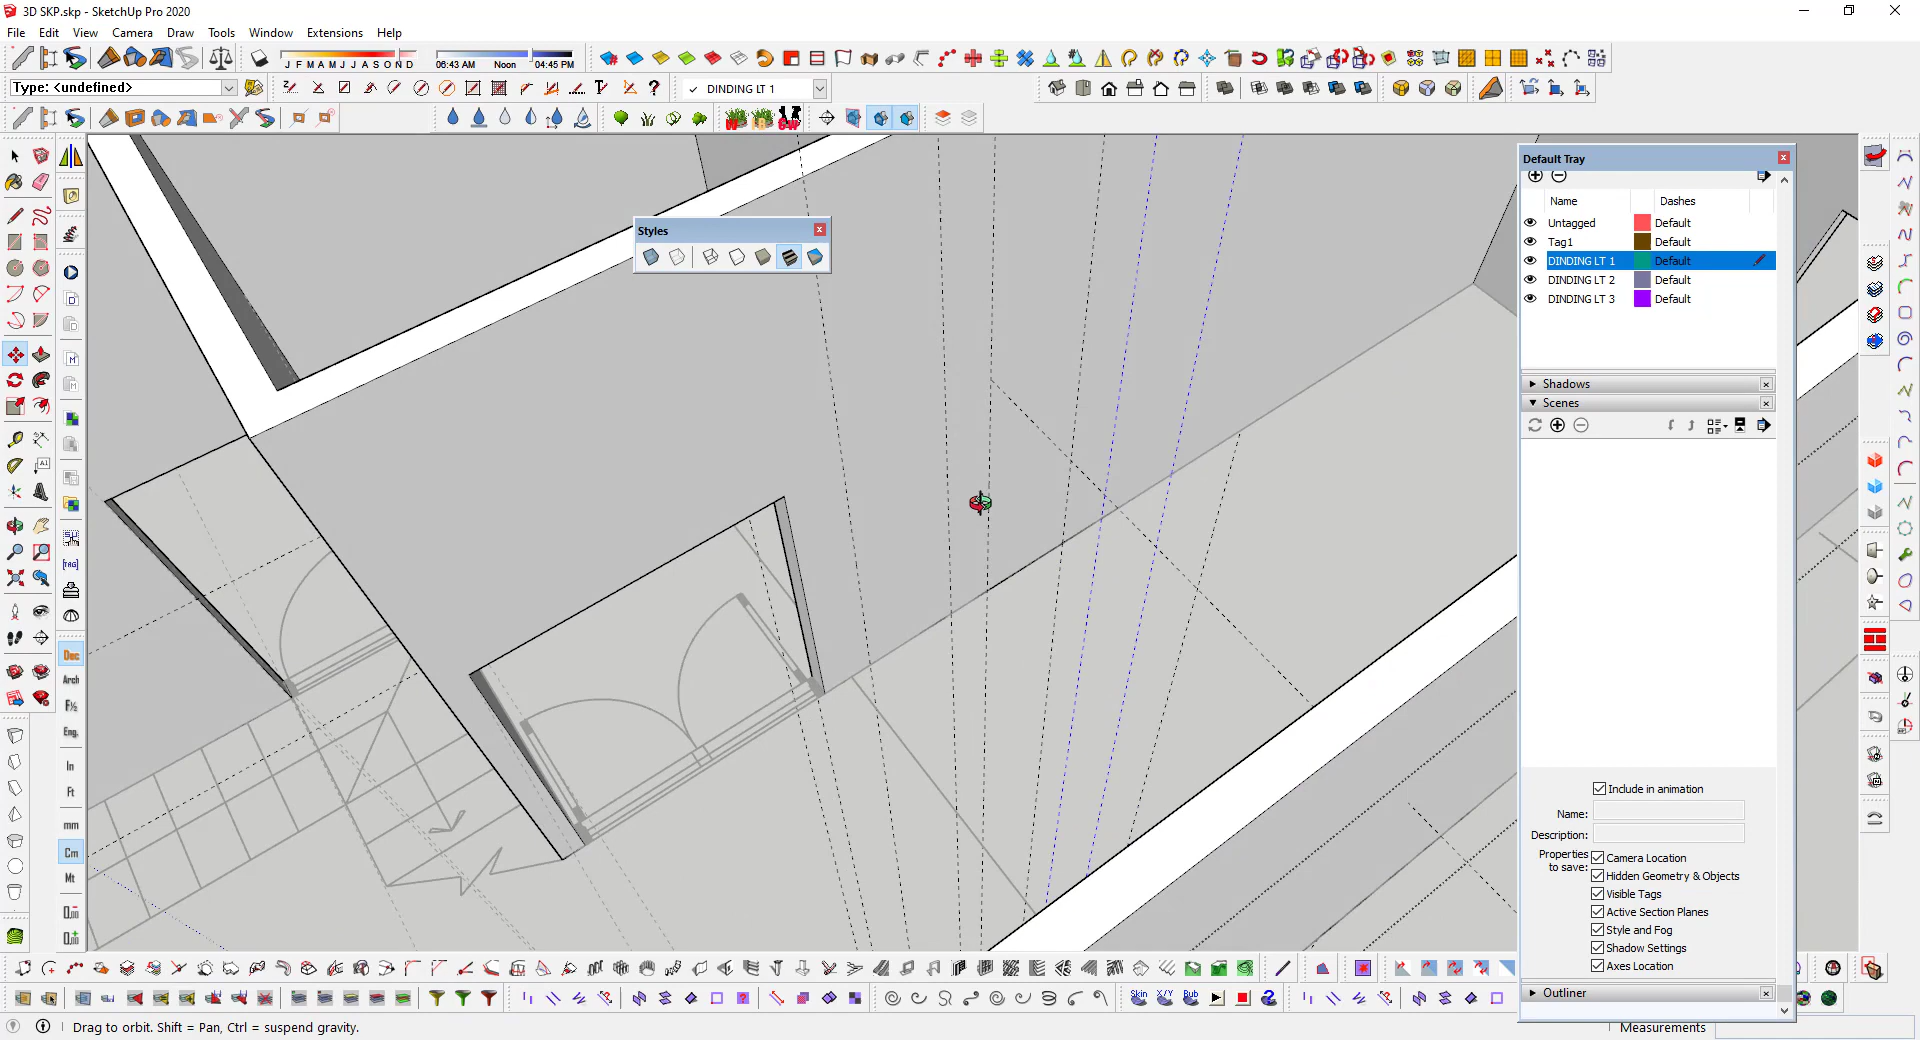 3D SKP.skp - SketchUp Pro 2020
File Edit View Camera Draw Tools Window Extensions Help
J F M A M J J A S O N D
06:43 AM Noon 04:45 PM
Type: <undefined>
DINDING LT 1
Default Tray
Name Dashes
Untagged Default
Tag1 Default
DINDING LT 1 Default
DINDING LT 2 Default
DINDING LT 3 Default
Styles
Shadows
Scenes
Dec
Arch
Eng.
In
Ft
mm
Cm
Mt
Include in animation
Name:
Description:
Properties to save:
Camera Location
Hidden Geometry & Objects
Visible Tags
Active Section Planes
Style and Fog
Shadow Settings
Axes Location
Outliner
Skin X/Y Bub
Drag to orbit. Shift = Pan, Ctrl = suspend gravity.
Measurements